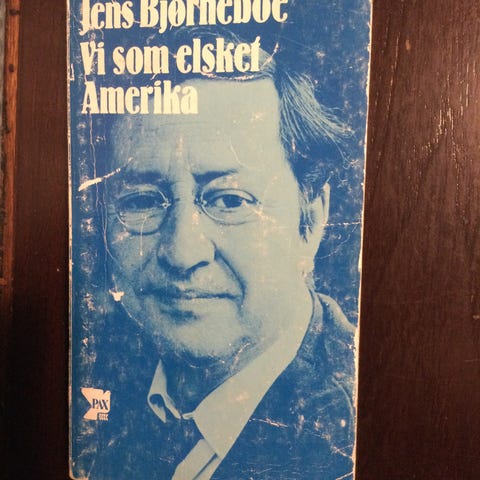 Jens Bjørneboe
Vi som elsket
Amerika
PAX